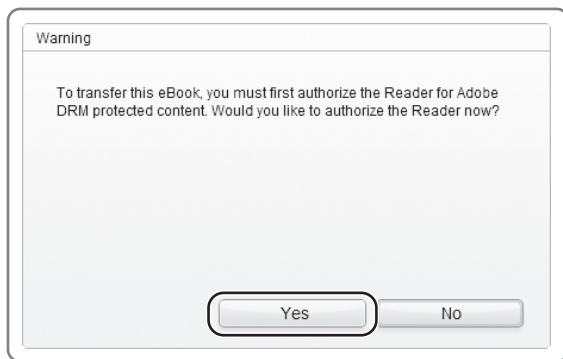 Warning
To transfer this eBook, you must first authorize the Reader for Adobe
DRM protected content. Would you like to authorize the Reader now?
Yes
No